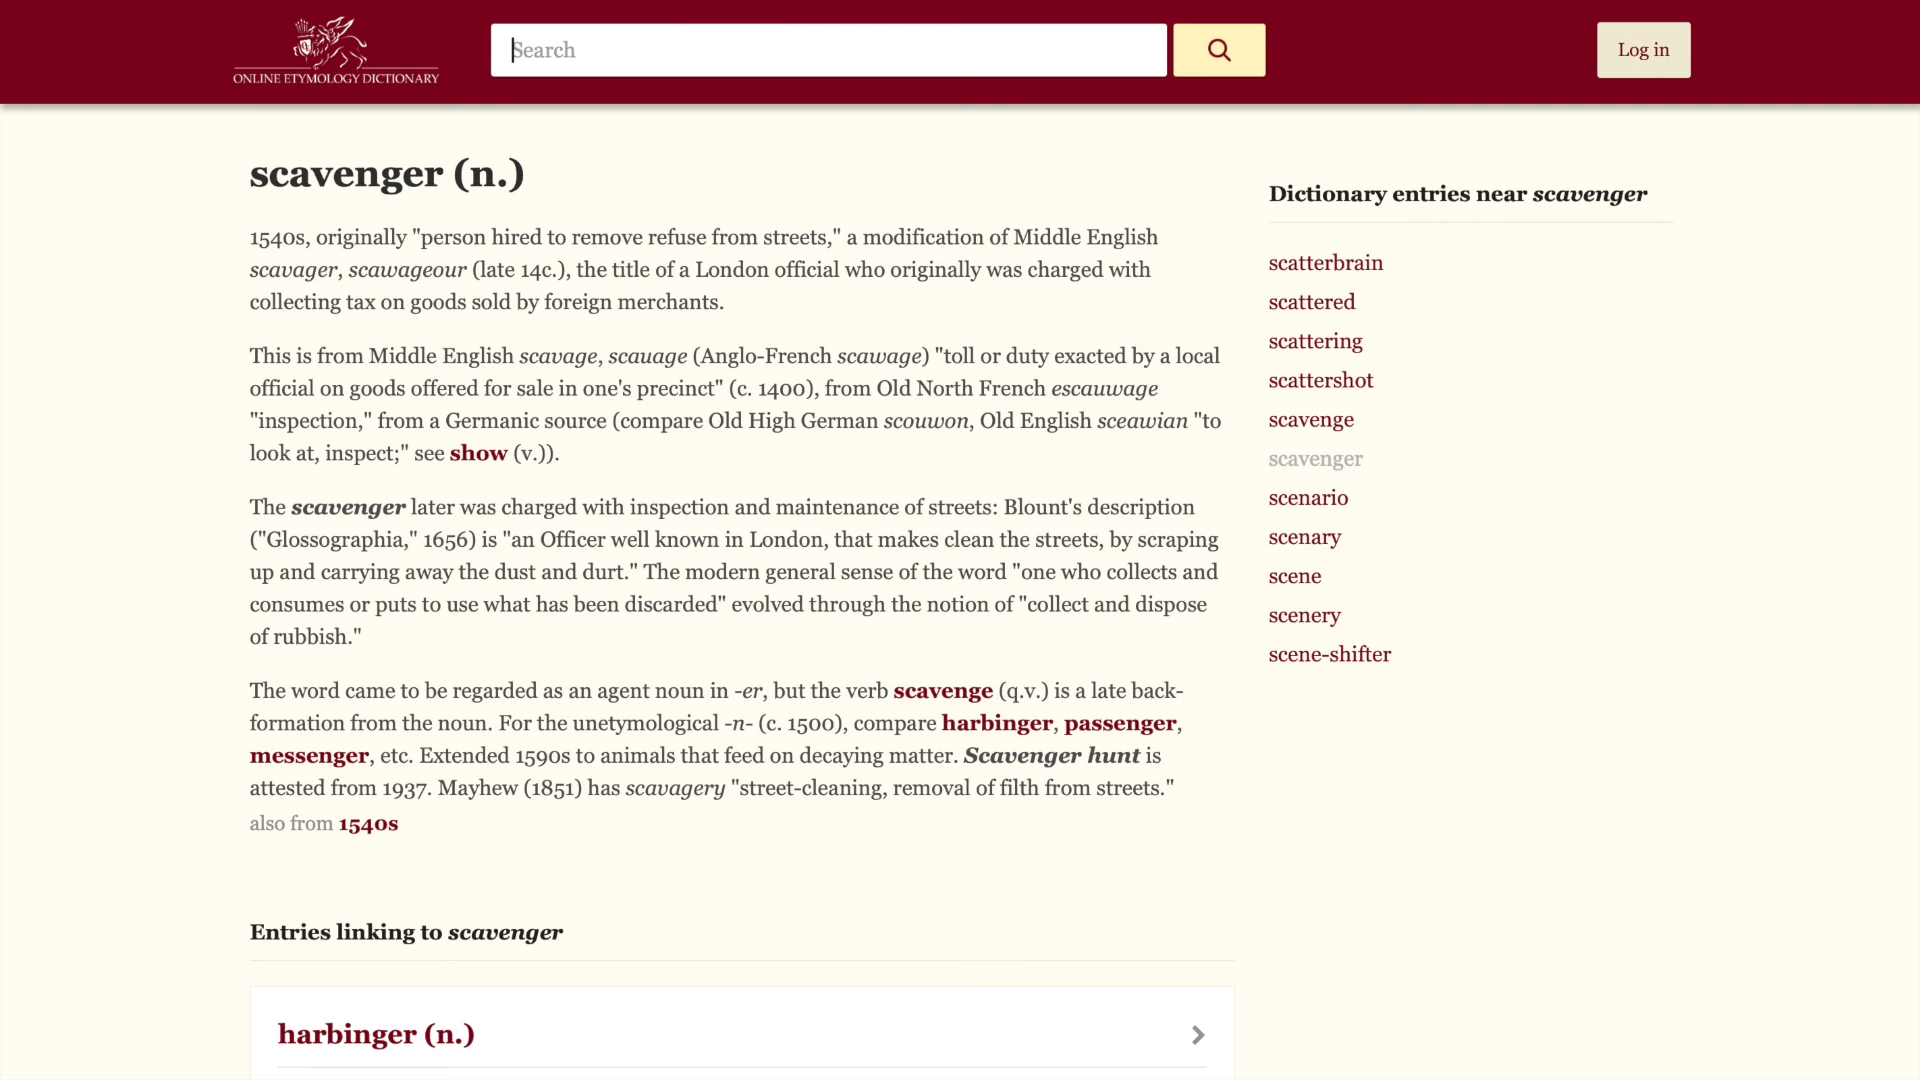 ONLINE ETYMOLOGY DICTIONARY
Search
Log in
scavenger (n.)
1540s, originally "person hired to remove refuse from streets," a modification of Middle English
scavager, scawageour (late 14c.), the title of a London official who originally was charged with
collecting tax on goods sold by foreign merchants.
This is from Middle English scavage, scauage (Anglo-French scawage) "toll or duty exacted by a local
official on goods offered for sale in one's precinct" (c. 1400), from Old North French escauwage
"inspection," from a Germanic source (compare Old High German scouwon, Old English sceawian "to
look at, inspect;" see show (v.)).
The scavenger later was charged with inspection and maintenance of streets: Blount's description
("Glossographia," 1656) is "an Officer well known in London, that makes clean the streets, by scraping
up and carrying away the dust and durt." The modern general sense of the word "one who collects and
consumes or puts to use what has been discarded" evolved through the notion of "collect and dispose
of rubbish."
The word came to be regarded as an agent noun in -er, but the verb scavenge (q.v.) is a late back-
formation from the noun. For the unetymological -n- (c. 1500), compare harbinger, passenger,
messenger, etc. Extended 1590s to animals that feed on decaying matter. Scavenger hunt is
attested from 1937. Mayhew (1851) has scavagery "street-cleaning, removal of filth from streets."
also from 1540s
Entries linking to scavenger
harbinger (n.)
Dictionary entries near scavenger
scatterbrain
scattered
scattering
scattershot
scavenge
scavenger
scenario
scenary
scene
scenery
scene-shifter